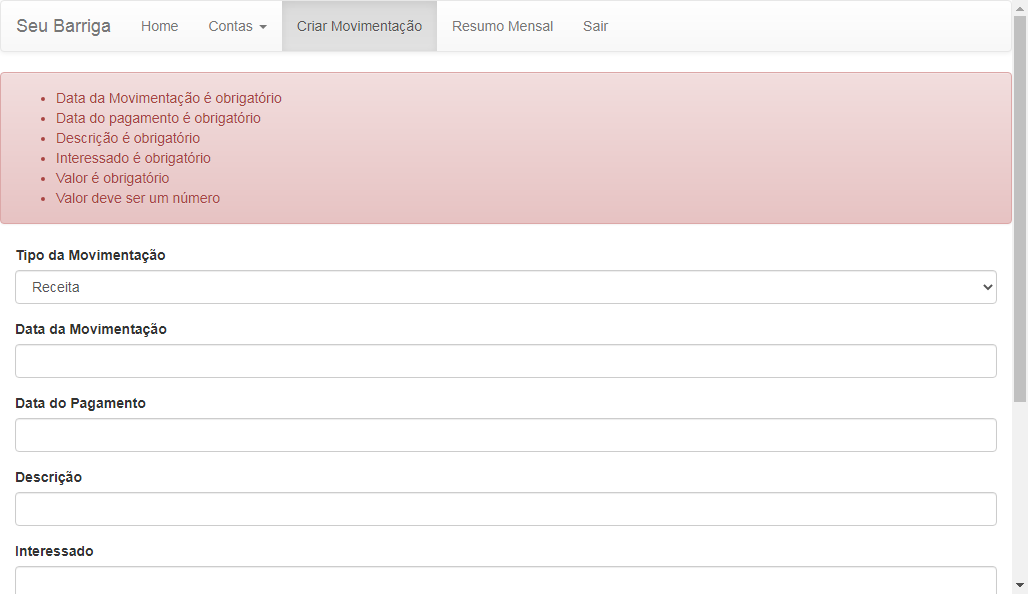 Seu Barriga Home Contas Criar Movimentação Resumo Mensal Sair
Data da Movimentação é obrigatório
Data do pagamento é obrigatório
Descrição é obrigatório
Interessado é obrigatório
Valor é obrigatório
Valor deve ser um número
Tipo da Movimentação
Receita
Data da Movimentação
Data do Pagamento
Descrição
Interessado